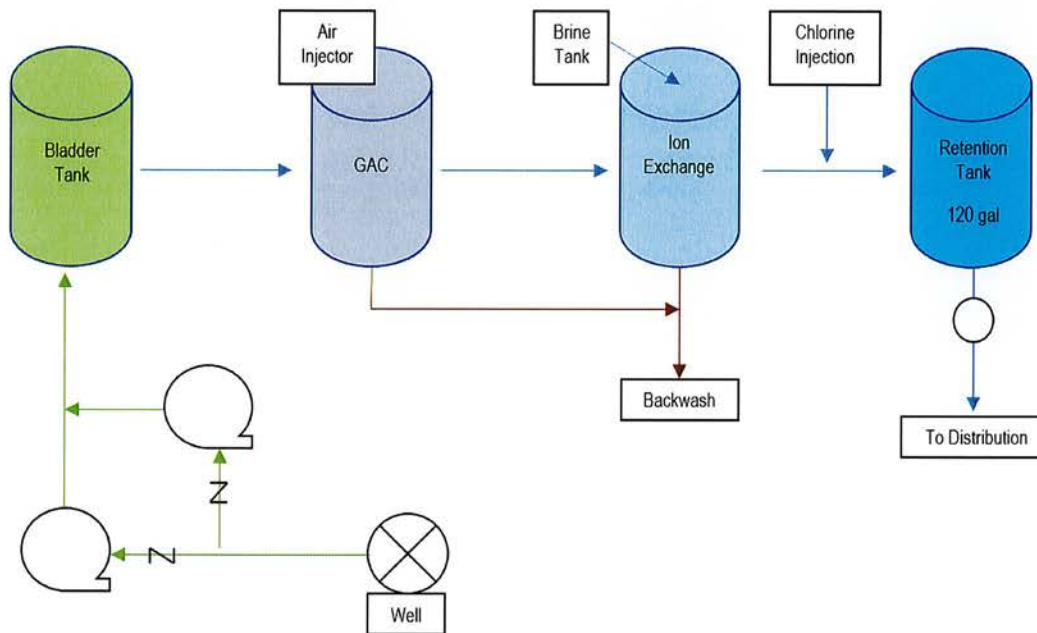 Air
Injector
Brine
Tank
Chlorine
Injection
Bladder
Tank
GAC
Ion
Exchange
Retention
Tank
120 gal
Backwash
To Distribution
Well